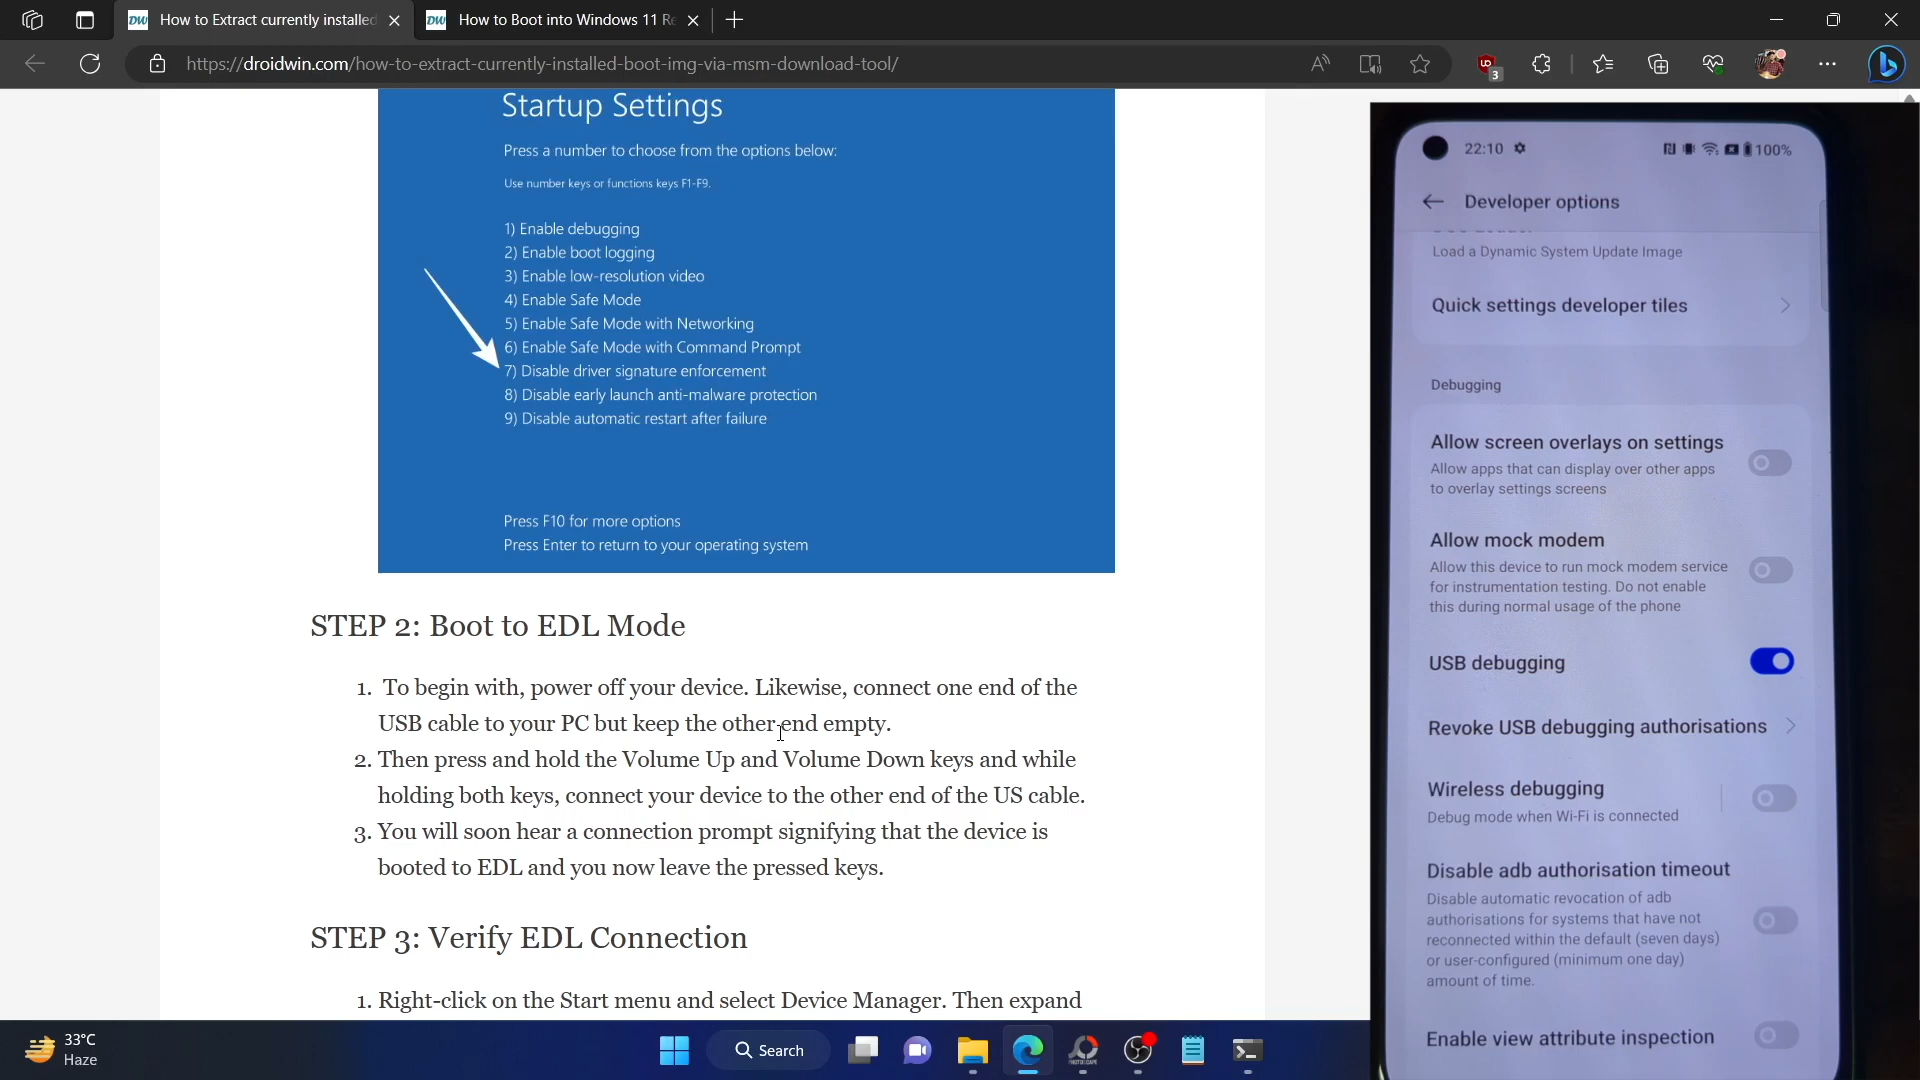 How to Extract currently installed
How to Boot into Windows 11 Re
https://droidwin.com/how-to-extract-currently-installed-boot-img-via-msm-download-tool/
3
Startup Settings
Press a number to choose from the options below:
Use number keys or functions keys F1-F9.
1) Enable debugging
2) Enable boot logging
3) Enable low-resolution video
4) Enable Safe Mode
5) Enable Safe Mode with Networking
6) Enable Safe Mode with Command Prompt
7) Disable driver signature enforcement
8) Disable early launch anti-malware protection
9) Disable automatic restart after failure
Press F10 for more options
Press Enter to return to your operating system
STEP 2: Boot to EDL Mode
1. To begin with, power off your device. Likewise, connect one end of the
USB cable to your PC but keep the other end empty.
2. Then press and hold the Volume Up and Volume Down keys and while
holding both keys, connect your device to the other end of the US cable.
3. You will soon hear a connection prompt signifying that the device is
booted to EDL and you now leave the pressed keys.
STEP 3: Verify EDL Connection
1. Right-click on the Start menu and select Device Manager. Then expand
22:10
100%
Developer options
Load a Dynamic System Update Image
Quick settings developer tiles
Debugging
Allow screen overlays on settings
Allow apps that can display over other apps
to overlay settings screens
Allow mock modem
Allow this device to run mock modem service
for instrumentation testing. Do not enable
this during normal usage of the phone
USB debugging
Revoke USB debugging authorisations
Wireless debugging
Debug mode when Wi-Fi is connected
Disable adb authorisation timeout
Disable automatic revocation of adb
authorisations for systems that have not
reconnected within the default (seven days)
or user-configured (minimum one day)
amount of time.
Enable view attribute inspection
33°C
Haze
Search